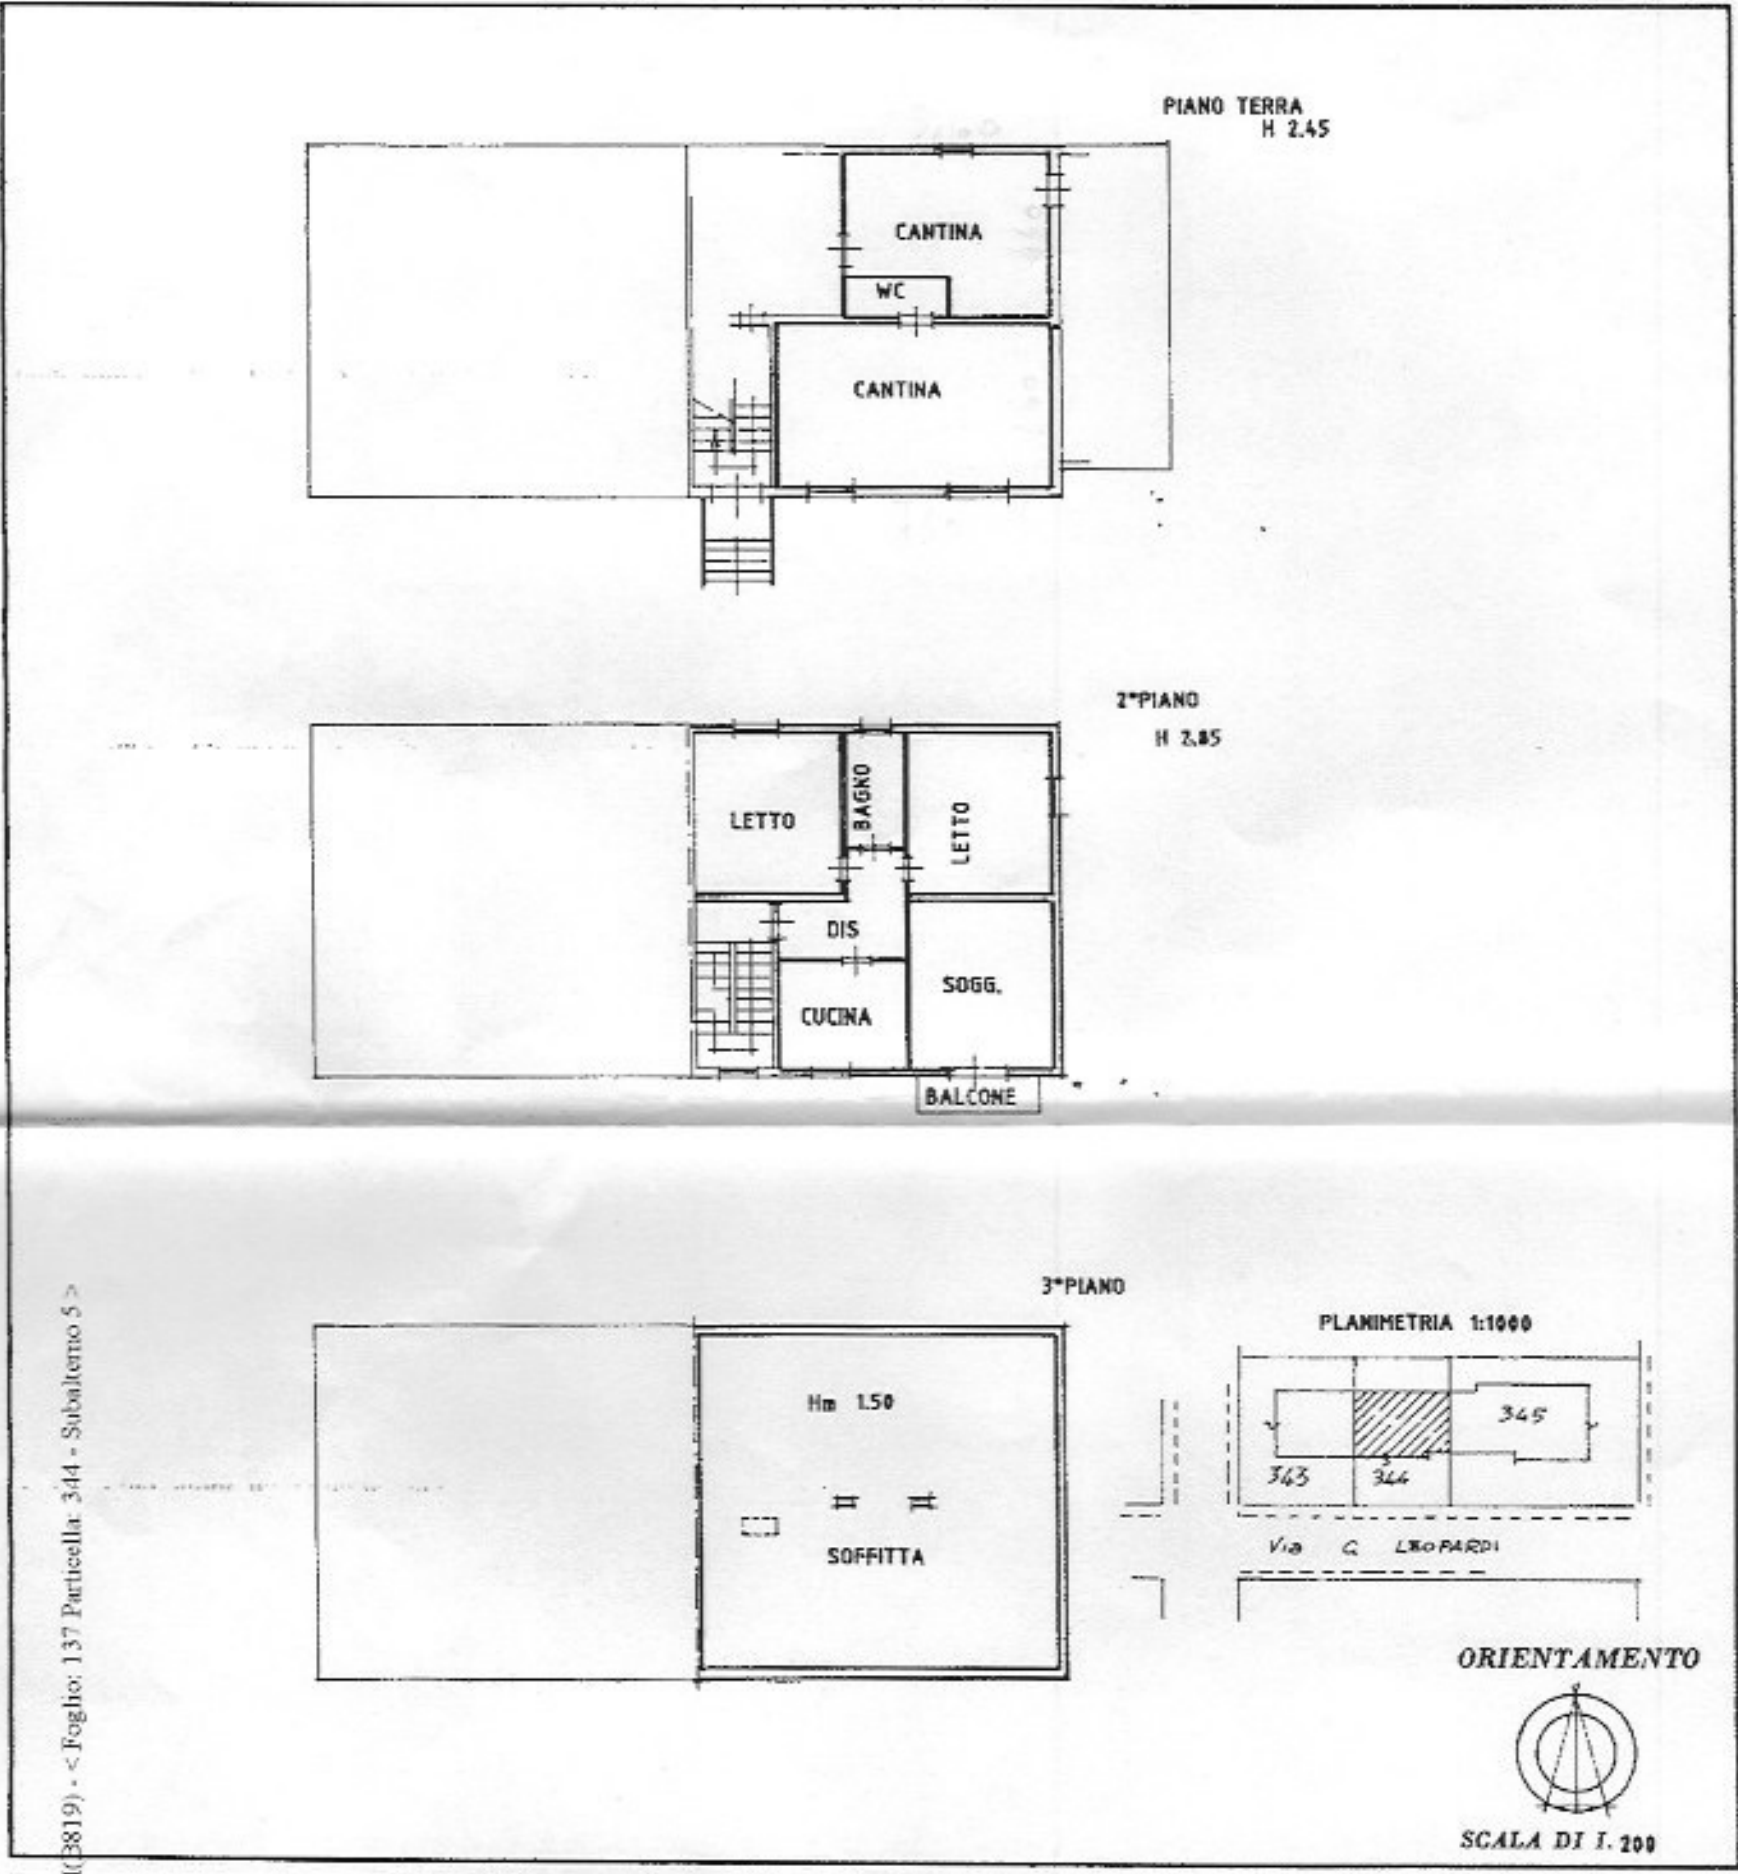 PIANO TERRA
H 2.45
CANTINA
WC
CANTINA
2°PIANO
H 2.85
LETTO
BAGNO
LETTO
DIS
CUCINA
SOGG.
BALCONE
3°PIANO
Hm 1.50
SOFFITTA
PLANIMETRIA 1:1000
345
343
344
Via G LEOPARDI
ORIENTAMENTO
SCALA DI 1. 200
(3819) - < Foglio: 137 Particella: 344 - Subalterno 5 >